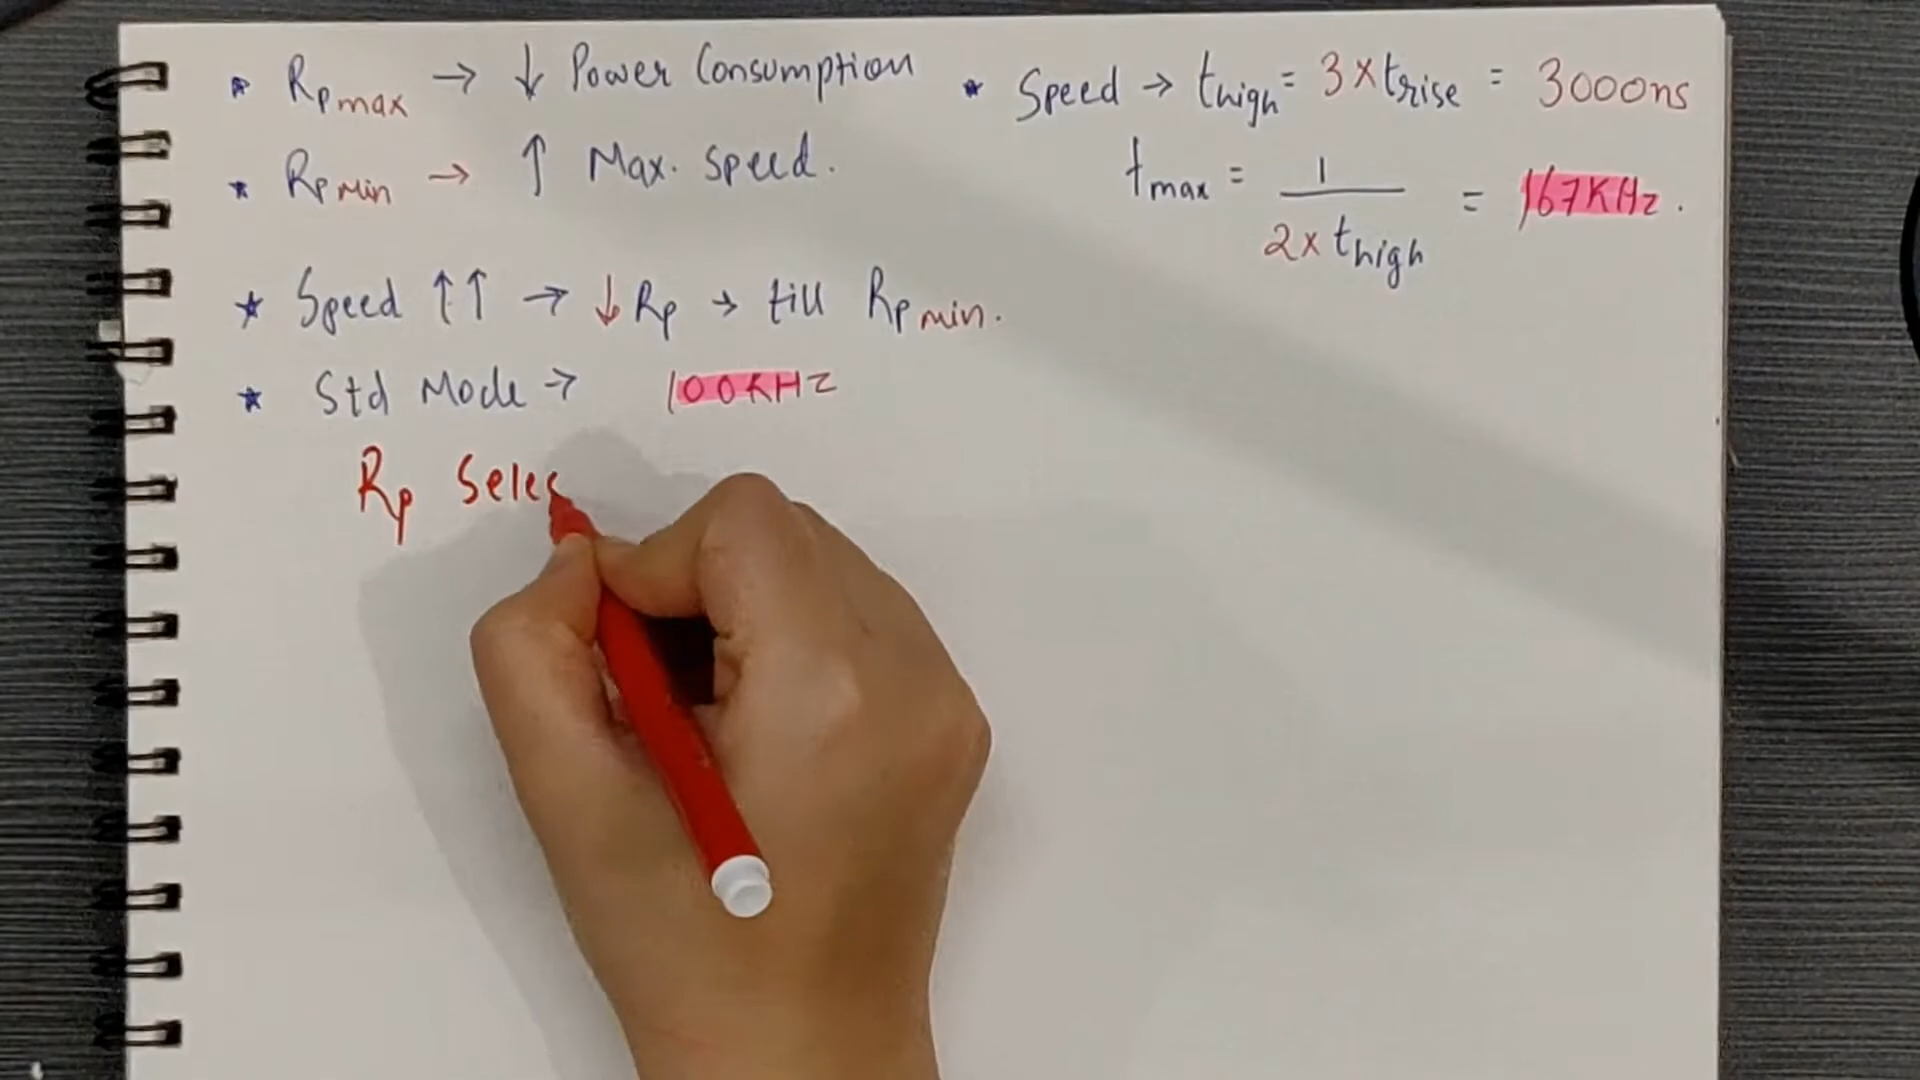 Rpmax → ↓ Power Consumption
Rpmin → ↑ Max. Speed.
★ Speed ↑↑ → ↓ Rp → till Rpmin.
★ Std Mode → 100KHz
Rp Selec
★ Speed → thigh = 3 x trise = 3000ns
tmax = 1 / 2 x thigh = 167KHz.